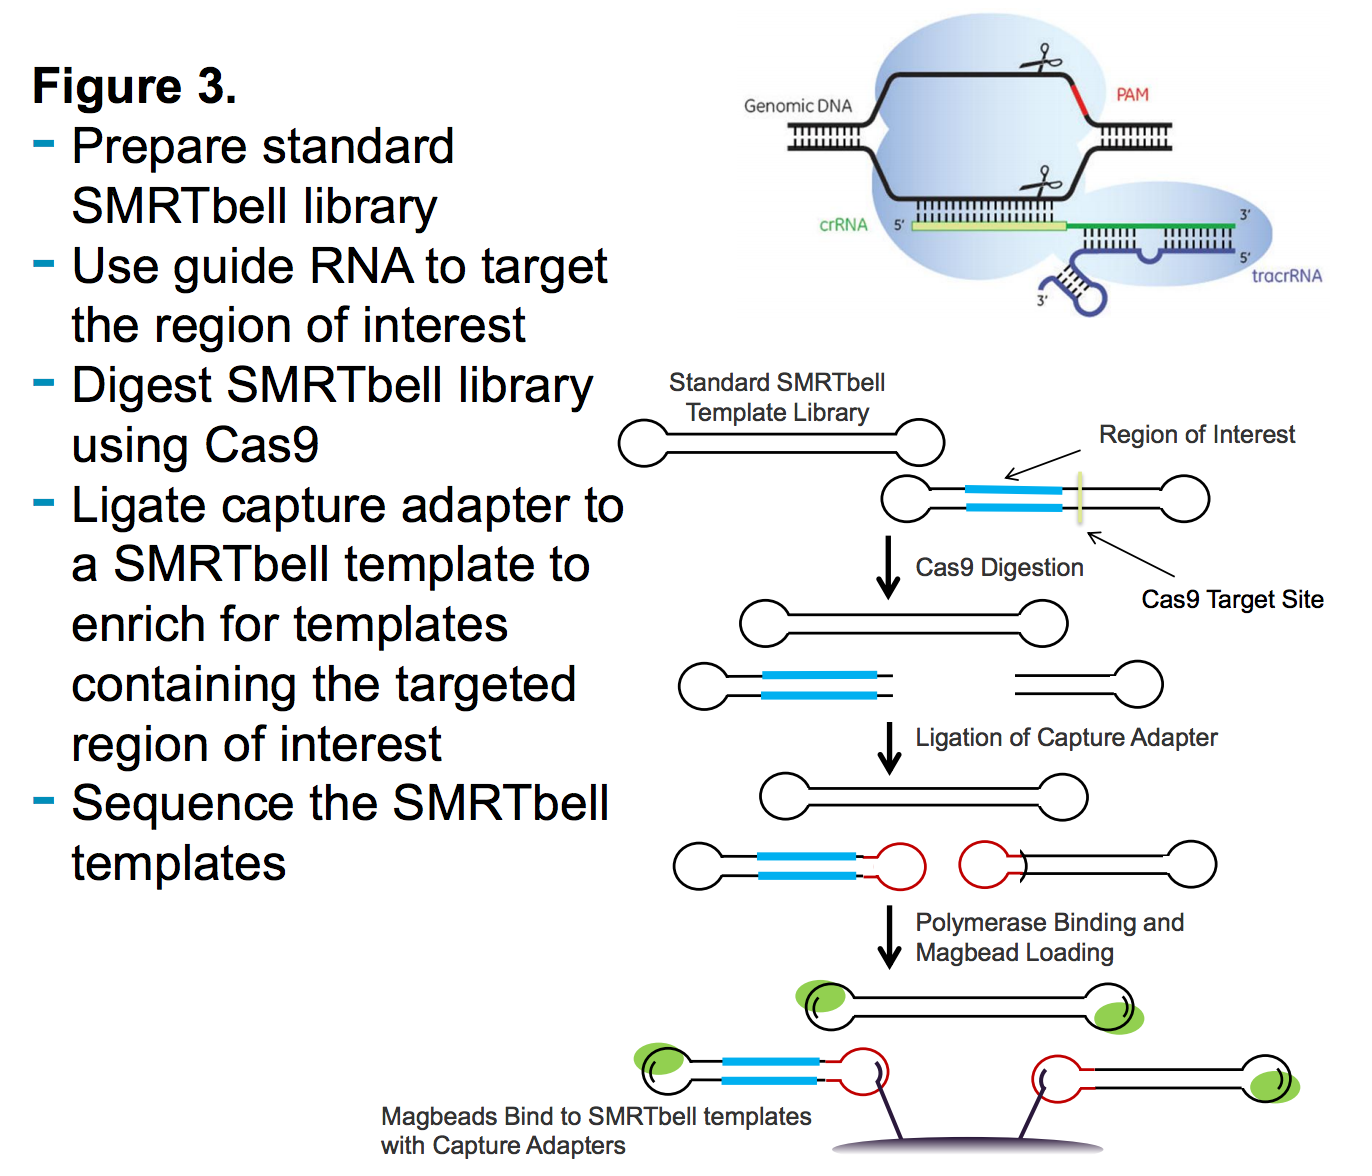 Figure 3.
- Prepare standard
SMRTbell library
- Use guide RNA to target
the region of interest
- Digest SMRTbell library
using Cas9
- Ligate capture adapter to
a SMRTbell template to
enrich for templates
containing the targeted
region of interest
- Sequence the SMRTbell
templates
Genomic DNA
PAM
crRNA
5'
3'
5'
tracrRNA
3'
Standard SMRTbell
Template Library
Region of Interest
Cas9 Digestion
Cas9 Target Site
Ligation of Capture Adapter
Polymerase Binding and
Magbead Loading
Magbeads Bind to SMRTbell templates
with Capture Adapters